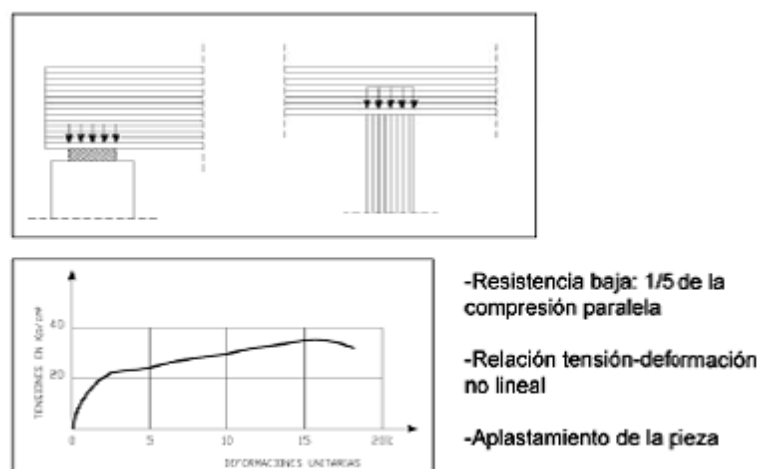 -Resistencia baja: 1/5 de la
compresión paralela
-Relación tensión-deformación
no lineal
-Aplastamiento de la pieza
TENSIONES EN Kp/cm²
40
20
0 5 10 15 20%
DEFORMACIONES UNITARIAS